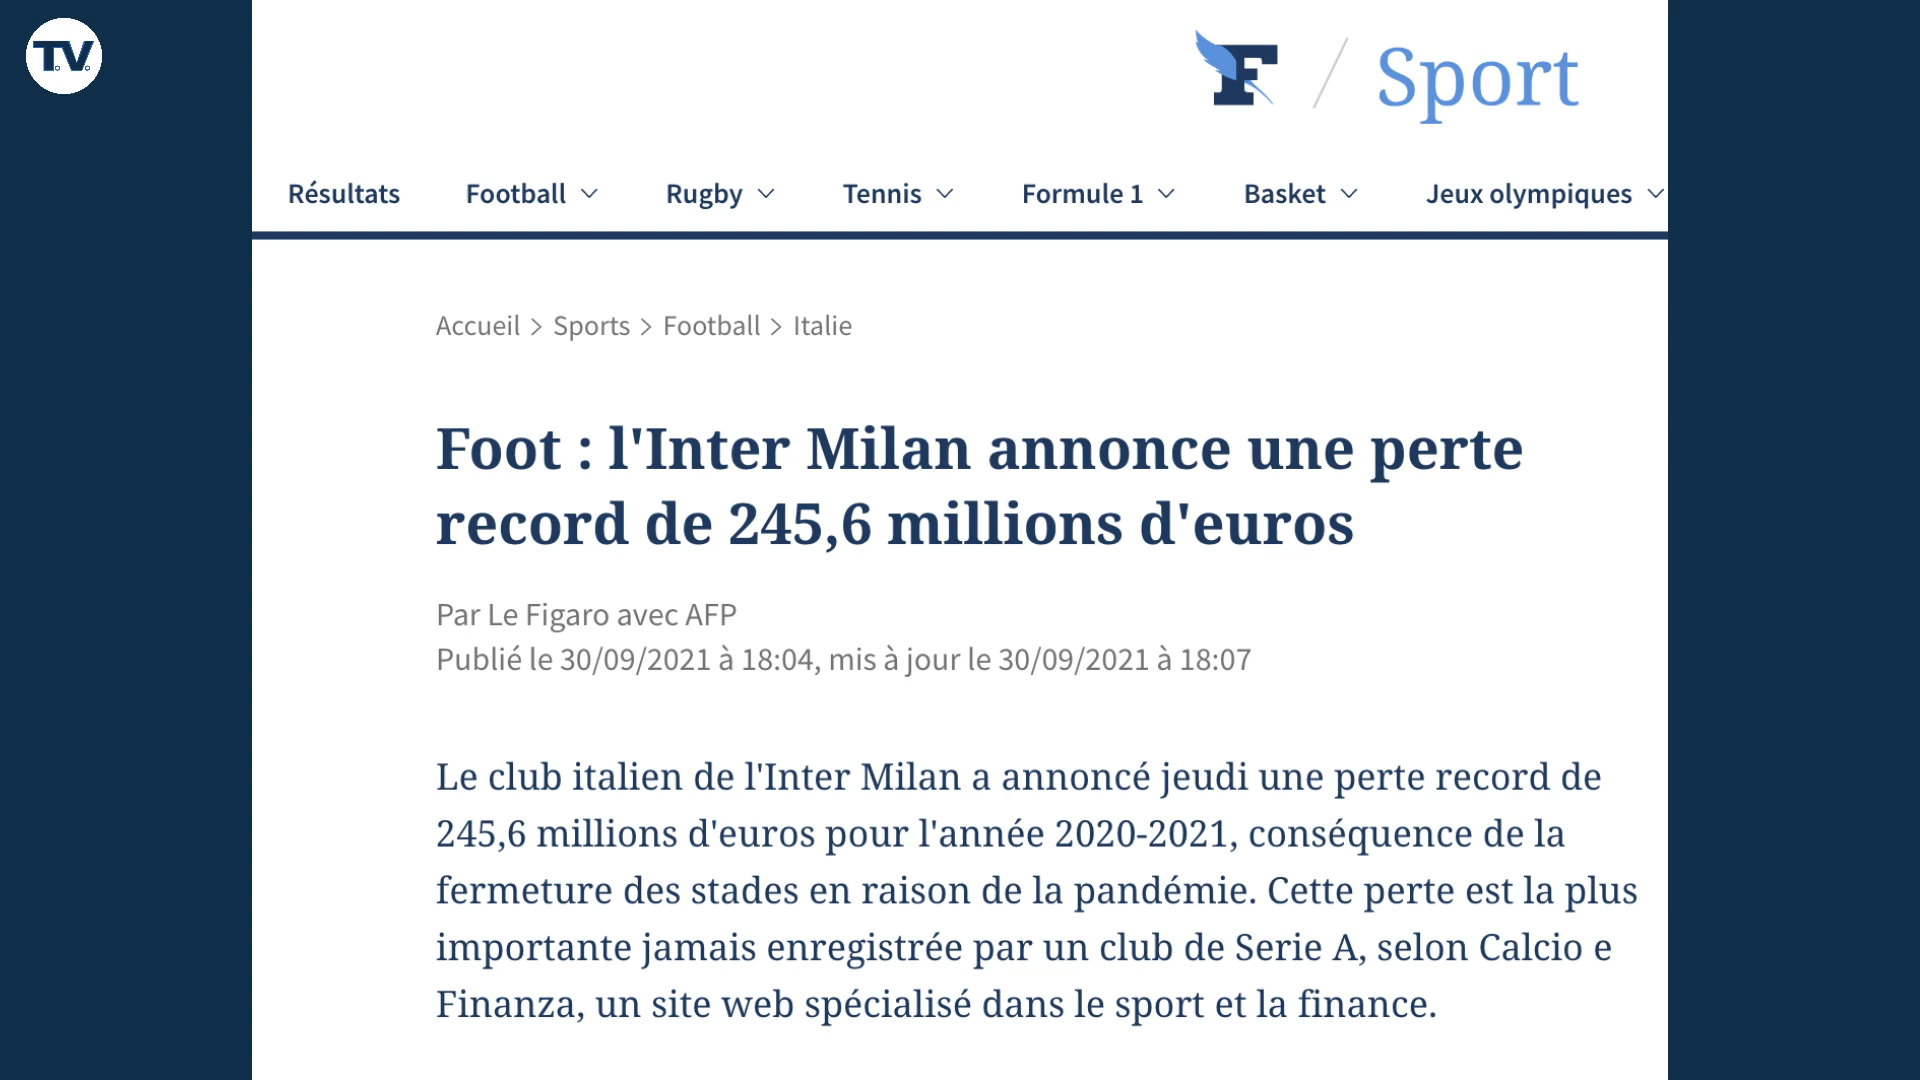 T.V.
F / Sport
Résultats Football Rugby Tennis Formule 1 Basket Jeux olympiques
Accueil > Sports > Football > Italie
Foot : l'Inter Milan annonce une perte
record de 245,6 millions d'euros
Par Le Figaro avec AFP
Publié le 30/09/2021 à 18:04, mis à jour le 30/09/2021 à 18:07
Le club italien de l'Inter Milan a annoncé jeudi une perte record de
245,6 millions d'euros pour l'année 2020-2021, conséquence de la
fermeture des stades en raison de la pandémie. Cette perte est la plus
importante jamais enregistrée par un club de Serie A, selon Calcio e
Finanza, un site web spécialisé dans le sport et la finance.